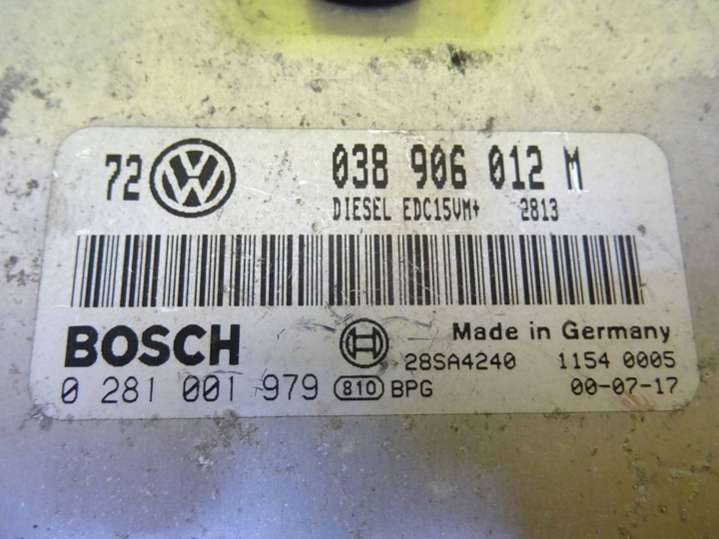 72 VW 038 906 012 M
DIESEL EDC15VM+ 2813
BOSCH Made in Germany
28SA4240 1154 0005
0 281 001 979 810 BPG 00-07-17